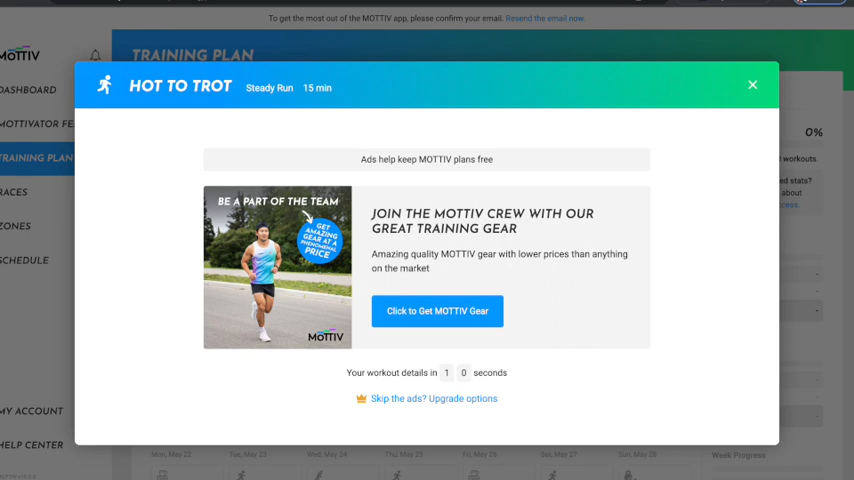 To get the most out of the MOTTIV app, please confirm your email. Resend the email now.
MOTTIV
TRAINING PLAN
DASHBOARD
MOTTIVATOR FE
TRAINING PLAN
RACES
ZONES
SCHEDULE
MY ACCOUNT
HELP CENTER
HOT TO TROT Steady Run 15 min
Ads help keep MOTTIV plans free
BE A PART OF THE TEAM
GET
AMAZING
GEAR AT A
PHENOMENAL
PRICE
MOTTIV
JOIN THE MOTTIV CREW WITH OUR
GREAT TRAINING GEAR
Amazing quality MOTTIV gear with lower prices than anything
on the market
Click to Get MOTTIV Gear
Your workout details in 1 0 seconds
Skip the ads? Upgrade options
0%
workouts.
stats?
about
Mon, May 22 Tue, May 23 Wed, May 24 Thu, May 25 Fri, May 26 Sat, May 27 Sun, May 28 Week Progress